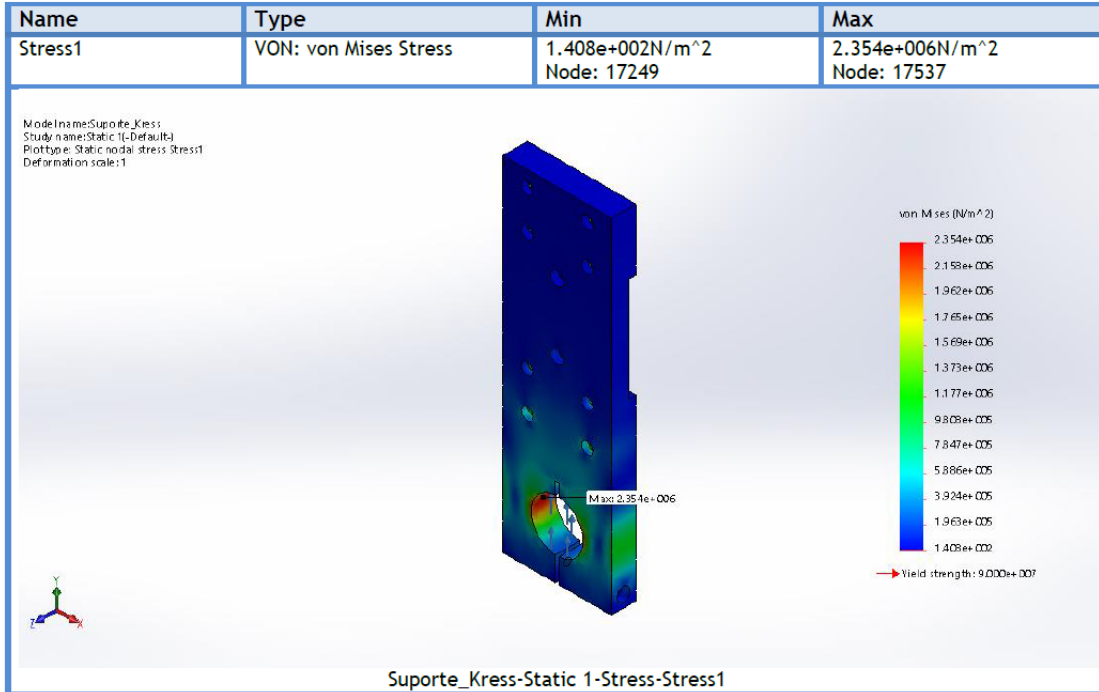 Name Type Min Max
Stress1 VON: von Mises Stress 1.408e+002N/m^2 2.354e+006N/m^2
Node: 17249 Node: 17537
Model name:Suporte_Kress
Study name:Static 1(-Default-)
Plot type: Static nodal stress Stress1
Deformation scale: 1
von Mises (N/m^2)
2.354e+006
2.158e+006
1.962e+006
1.765e+006
1.569e+006
1.373e+006
1.177e+006
9.808e+005
7.847e+005
5.886e+005
3.924e+005
1.963e+005
1.408e+002
Yield strength: 9.000e+007
Max: 2.354e+006
Y
Z X
Suporte_Kress-Static 1-Stress-Stress1